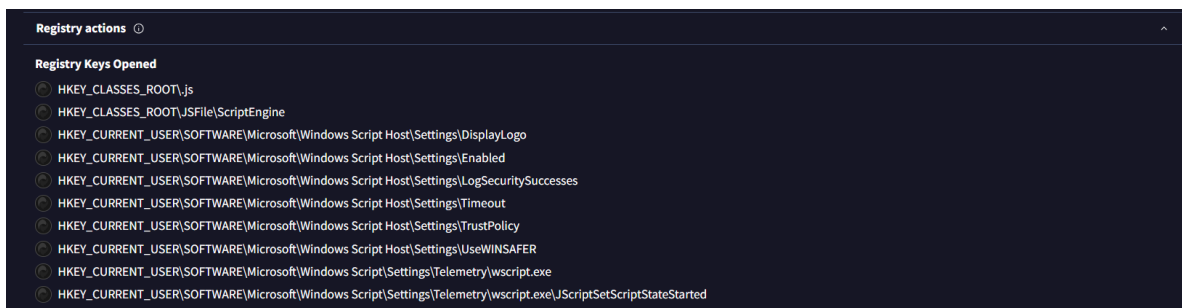 Registry actions
Registry Keys Opened
HKEY_CLASSES_ROOT\.js
HKEY_CLASSES_ROOT\JSFile\ScriptEngine
HKEY_CURRENT_USER\SOFTWARE\Microsoft\Windows Script Host\Settings\DisplayLogo
HKEY_CURRENT_USER\SOFTWARE\Microsoft\Windows Script Host\Settings\Enabled
HKEY_CURRENT_USER\SOFTWARE\Microsoft\Windows Script Host\Settings\LogSecuritySuccesses
HKEY_CURRENT_USER\SOFTWARE\Microsoft\Windows Script Host\Settings\Timeout
HKEY_CURRENT_USER\SOFTWARE\Microsoft\Windows Script Host\Settings\TrustPolicy
HKEY_CURRENT_USER\SOFTWARE\Microsoft\Windows Script Host\Settings\UseWINSAFER
HKEY_CURRENT_USER\SOFTWARE\Microsoft\Windows Script\Settings\Telemetry\wscript.exe
HKEY_CURRENT_USER\SOFTWARE\Microsoft\Windows Script\Settings\Telemetry\wscript.exe\JScriptSetScriptStateStarted